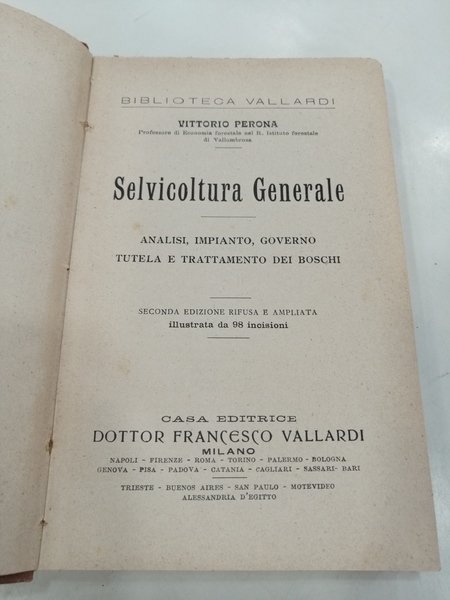 BIBLIOTECA VALLARDI
VITTORIO PERONA
Professore di Economia forestale nel R. Istituto forestale
di Vallombrosa
Selvicoltura Generale
ANALISI, IMPIANTO, GOVERNO
TUTELA E TRATTAMENTO DEI BOSCHI
SECONDA EDIZIONE RIFUSA E AMPLIATA
illustrata da 98 incisioni
CASA EDITRICE
DOTTOR FRANCESCO VALLARDI
MILANO
NAPOLI - FIRENZE - ROMA - TORINO - PALERMO - BOLOGNA
GENOVA - PISA - PADOVA - CATANIA - CAGLIARI - SASSARI- BARI
TRIESTE - BUENOS AIRES - SAN PAULO - MOTEVIDEO
ALESSANDRIA D'EGITTO